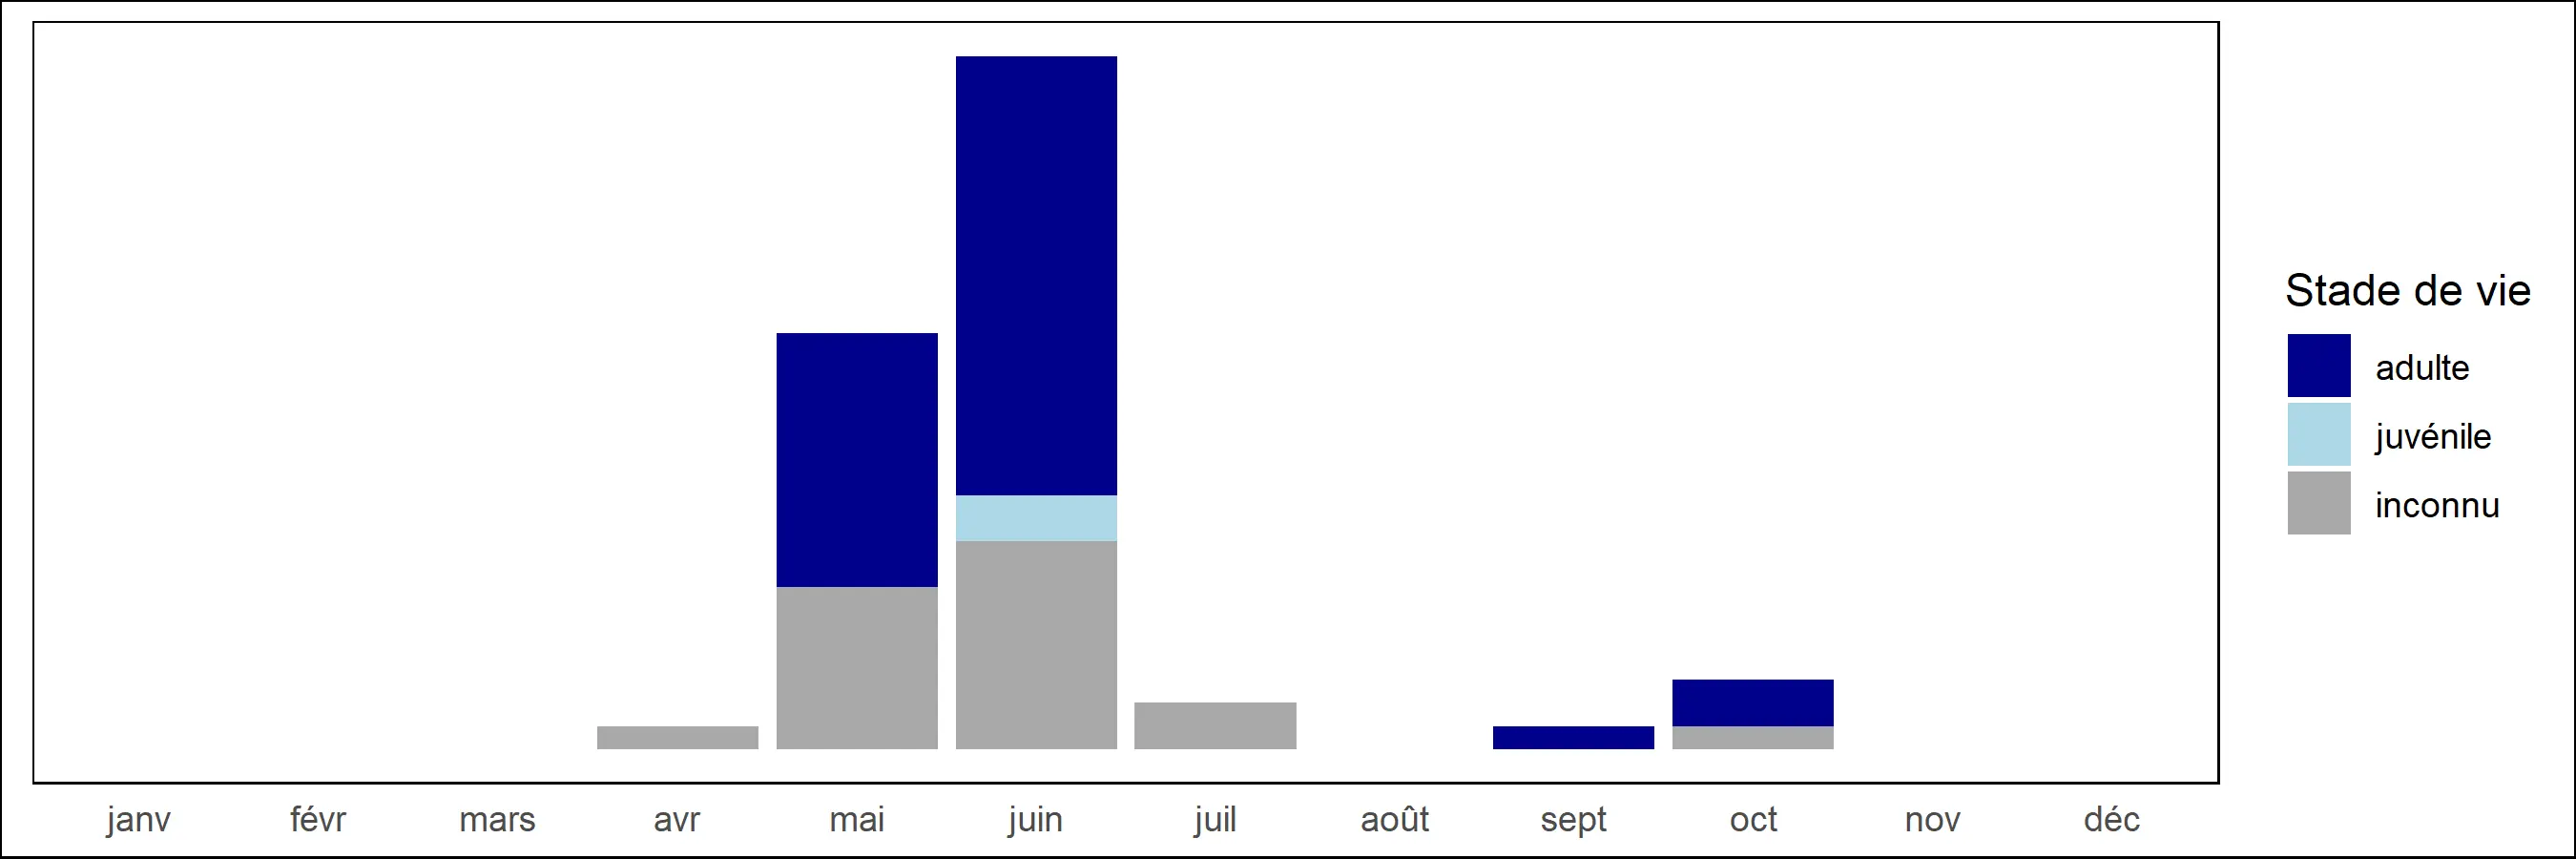 Stade de vie
adulte
juvénile
inconnu
janv févr mars avr mai juin juil août sept oct nov déc